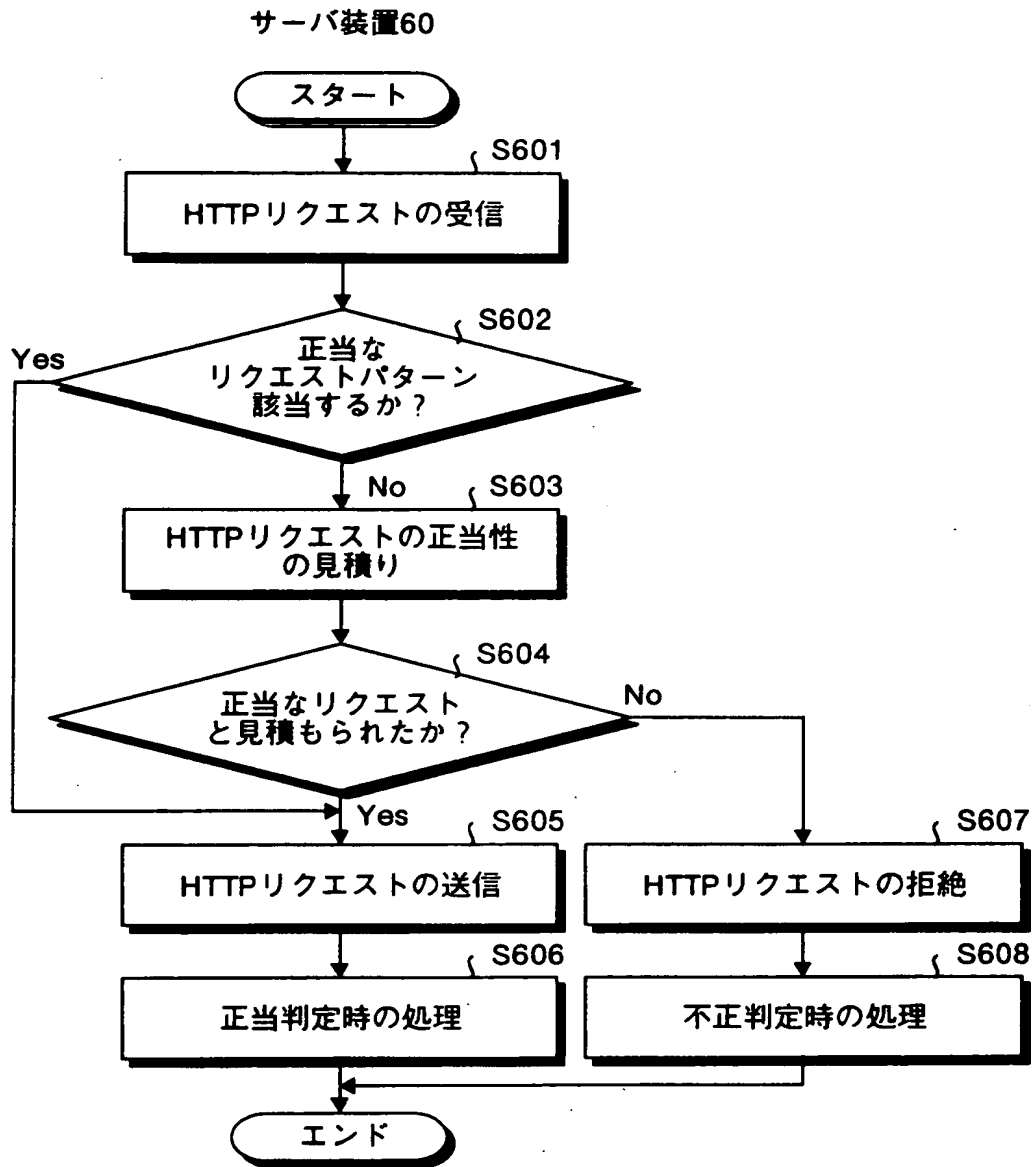 サーバ装置60
スタート
S601
HTTPリクエストの受信
S602
正当な
リクエストパターン
該当するか?
Yes
No
S603
HTTPリクエストの正当性
の見積り
S604
正当なリクエスト
と見積もられたか?
No
Yes
S605
HTTPリクエストの送信
S607
HTTPリクエストの拒絶
S606
正当判定時の処理
S608
不正判定時の処理
エンド